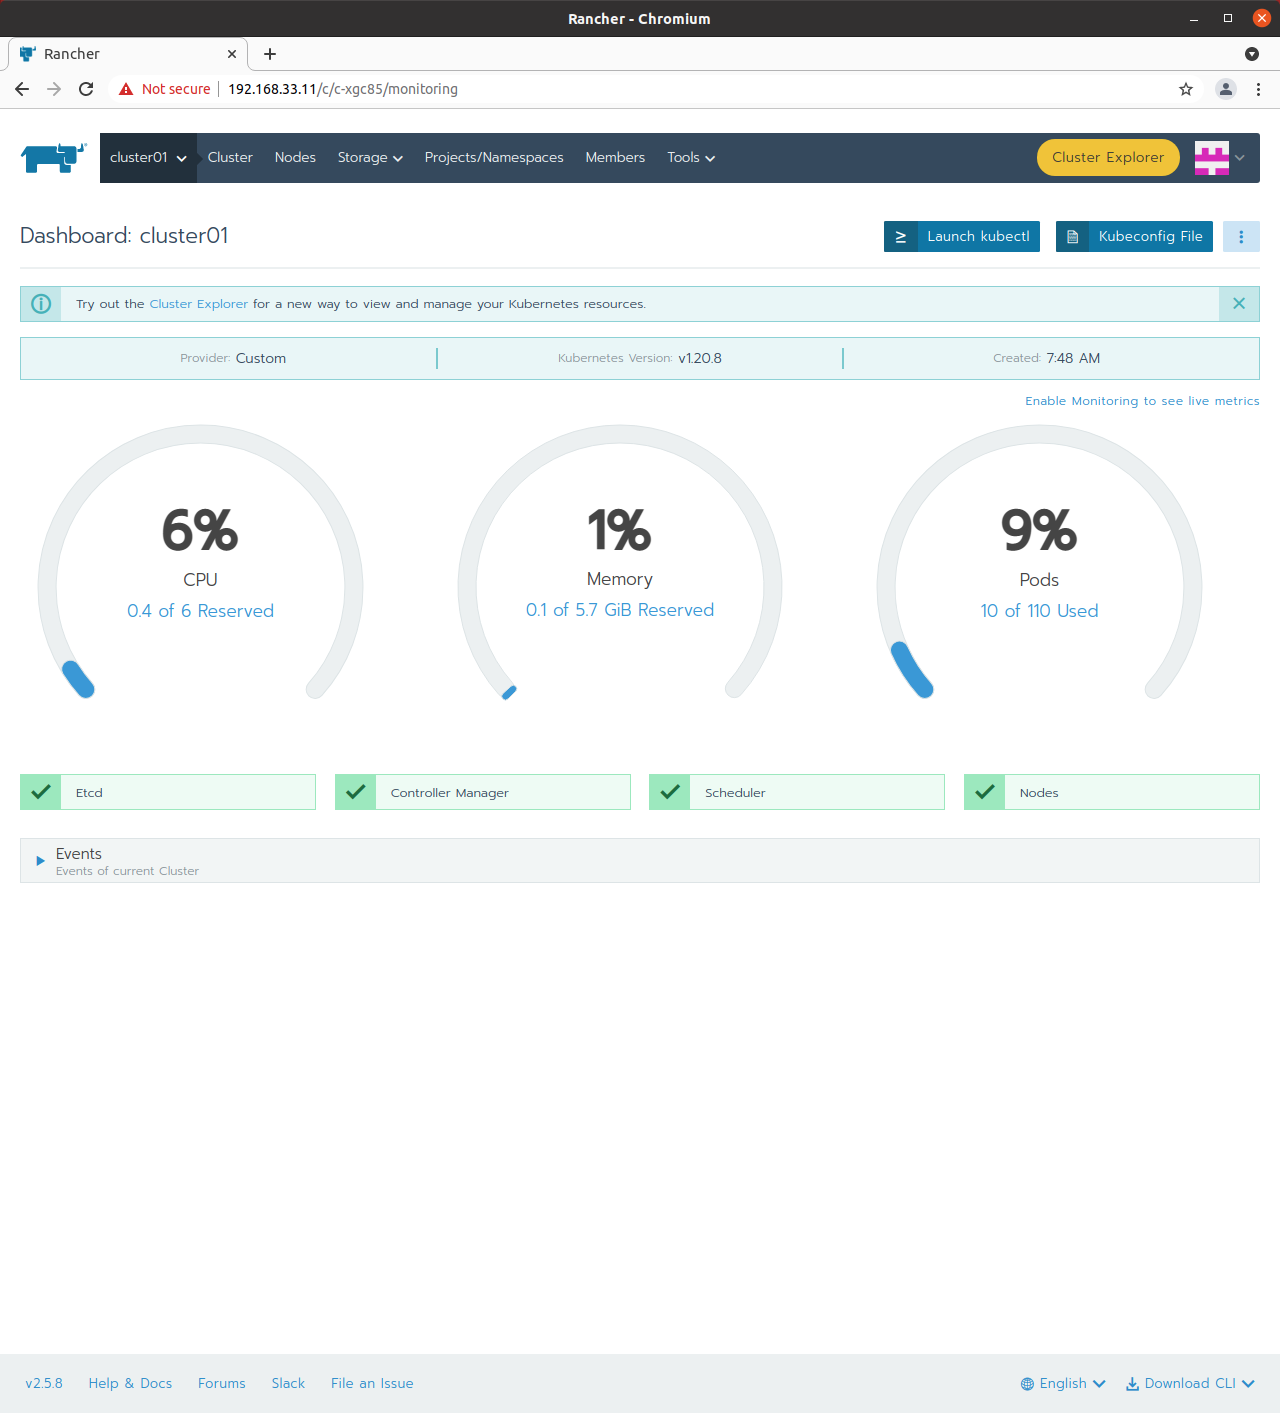 Rancher - Chromium
Rancher
Not secure 192.168.33.11/c/c-xgc85/monitoring
cluster01 Cluster Nodes Storage Projects/Namespaces Members Tools Cluster Explorer
Dashboard: cluster01 Launch kubectl Kubeconfig File
Try out the Cluster Explorer for a new way to view and manage your Kubernetes resources.
Provider: Custom Kubernetes Version: v1.20.8 Created: 7:48 AM
Enable Monitoring to see live metrics
6% 1% 9%
CPU Memory Pods
0.4 of 6 Reserved 0.1 of 5.7 GiB Reserved 10 of 110 Used
Etcd Controller Manager Scheduler Nodes
Events
Events of current Cluster
v2.5.8 Help & Docs Forums Slack File an Issue English Download CLI